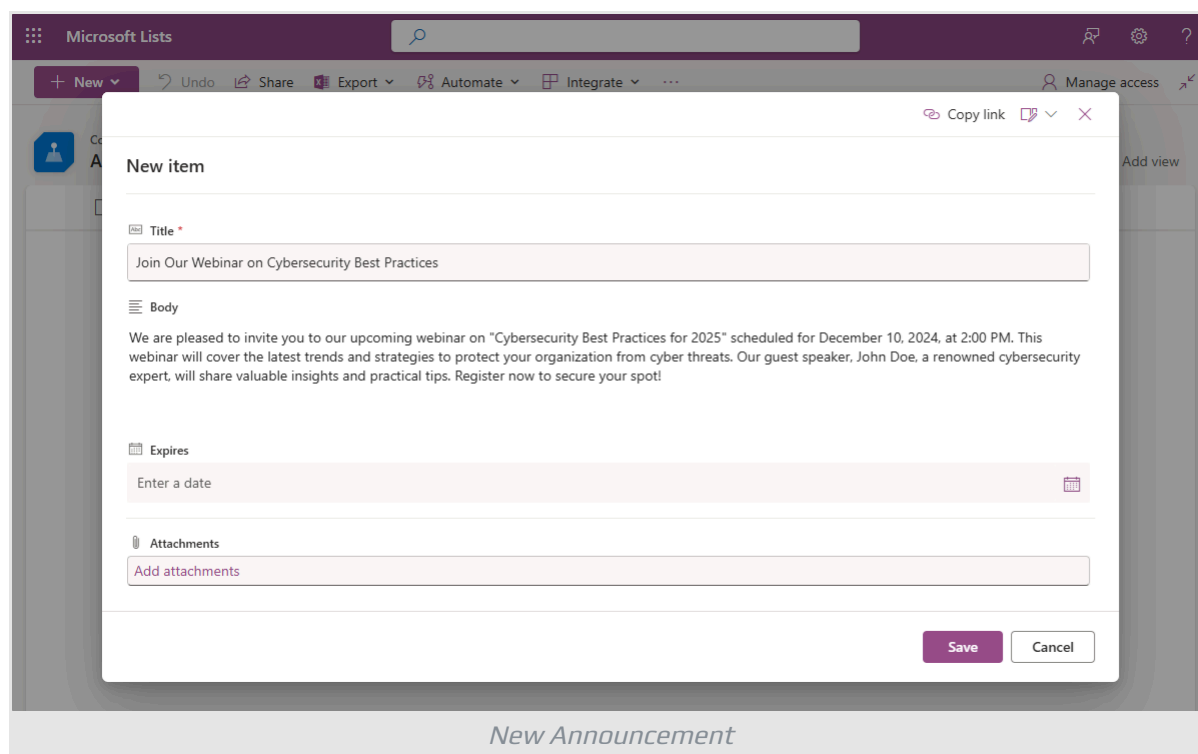 Microsoft Lists
New Undo Share Export Automate Integrate ... Manage access
Copy link
Add view
New item
Abc Title *
Join Our Webinar on Cybersecurity Best Practices
Body
We are pleased to invite you to our upcoming webinar on "Cybersecurity Best Practices for 2025" scheduled for December 10, 2024, at 2:00 PM. This
webinar will cover the latest trends and strategies to protect your organization from cyber threats. Our guest speaker, John Doe, a renowned cybersecurity
expert, will share valuable insights and practical tips. Register now to secure your spot!
Expires
Enter a date
Attachments
Add attachments
Save Cancel
New Announcement